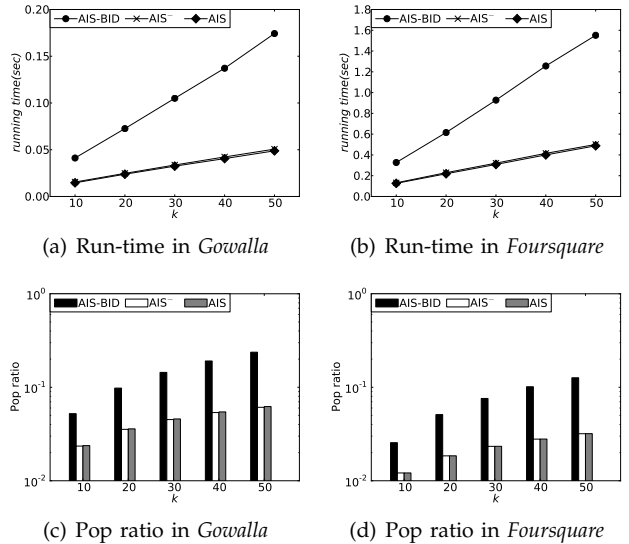 AIS-BID AIS⁻ AIS
running time(sec)
0.20
0.15
0.10
0.05
0.00
10 20 30 40 50
k
(a) Run-time in Gowalla
AIS-BID AIS⁻ AIS
running time(sec)
1.8
1.6
1.4
1.2
1.0
0.8
0.6
0.4
0.2
0.0
10 20 30 40 50
k
(b) Run-time in Foursquare
AIS-BID AIS⁻ AIS
Pop ratio
10⁰
10⁻¹
10⁻²
10 20 30 40 50
k
(c) Pop ratio in Gowalla
AIS-BID AIS⁻ AIS
Pop ratio
10⁰
10⁻¹
10⁻²
10 20 30 40 50
k
(d) Pop ratio in Foursquare